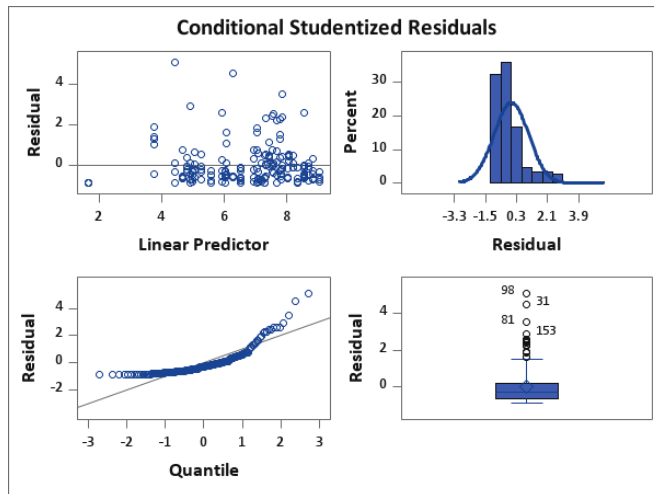 Conditional Studentized Residuals
Residual
4
2
0
2 4 6 8
Linear Predictor
Percent
30
20
10
0
-3.3 -1.5 0.3 2.1 3.9
Residual
Residual
4
2
0
-2
-3 -2 -1 0 1 2 3
Quantile
Residual
4
2
0
98
31
81
153